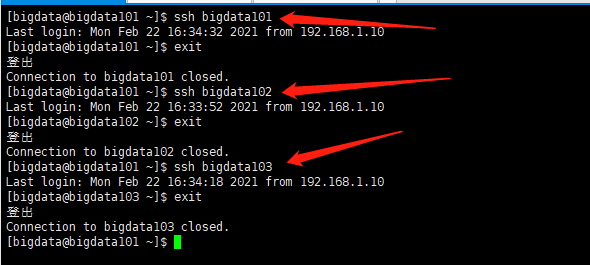 [bigdata@bigdata101 ~]$ ssh bigdata101
Last login: Mon Feb 22 16:34:32 2021 from 192.168.1.10
[bigdata@bigdata101 ~]$ exit
登出
Connection to bigdata101 closed.
[bigdata@bigdata101 ~]$ ssh bigdata102
Last login: Mon Feb 22 16:33:52 2021 from 192.168.1.10
[bigdata@bigdata102 ~]$ exit
登出
Connection to bigdata102 closed.
[bigdata@bigdata101 ~]$ ssh bigdata103
Last login: Mon Feb 22 16:34:18 2021 from 192.168.1.10
[bigdata@bigdata103 ~]$ exit
登出
Connection to bigdata103 closed.
[bigdata@bigdata101 ~]$